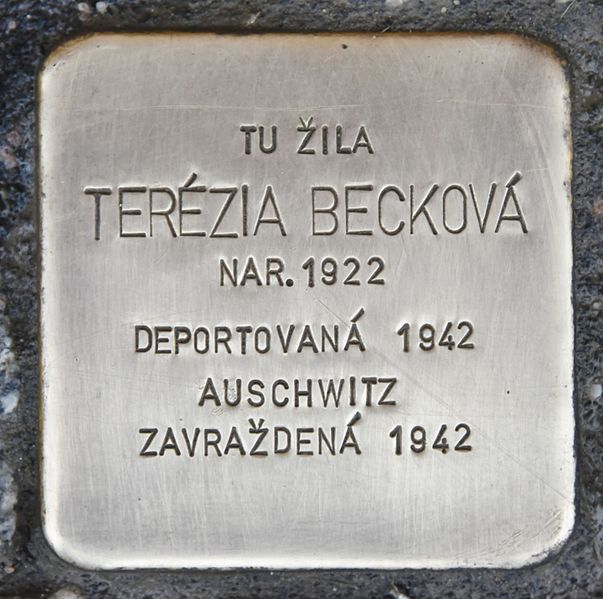 TU ŽILA
TERÉZIA BECKOVÁ
NAR. 1922
DEPORTOVANÁ 1942
AUSCHWITZ
ZAVRAŽDENÁ 1942